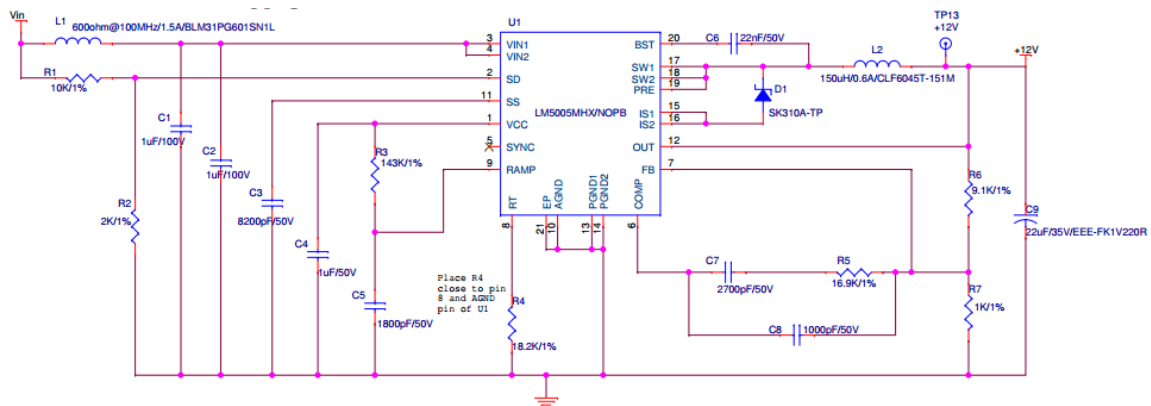 Vin
L1
600ohm@100MHz/1.5A/BLM31PG601SN1L
R1
10K/1%
C1
1uF/100V
C2
1uF/100V
R2
2K/1%
C3
8200pF/50V
C4
1uF/50V
R3
143K/1%
C5
1800pF/50V
Place R4
close to pin
8 and AGND
pin of U1
R4
18.2K/1%
U1
LM5005MHX/NOPB
3 VIN1
4 VIN2
2 SD
11 SS
1 VCC
5 SYNC
9 RAMP
8 RT
21 EP
10 AGND
13 PGND1
14 PGND2
6 COMP
BST 20
SW1 17
SW2 18
PRE 19
IS1 15
IS2 16
OUT 12
FB 7
C6
22nF/50V
D1
SK310A-TP
L2
150uH/0.6A/CLF6045T-151M
TP13
+12V
+12V
R6
9.1K/1%
C9
22uF/35V/EEE-FK1V220R
C7
2700pF/50V
R5
16.9K/1%
C8
1000pF/50V
R7
1K/1%